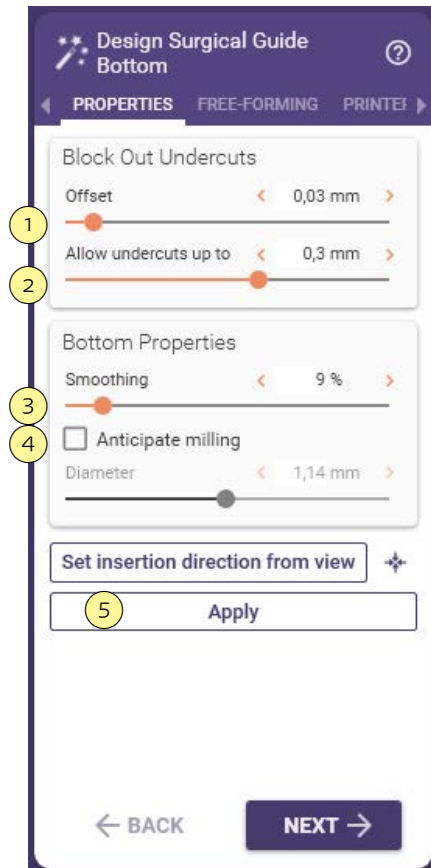 Design Surgical Guide
Bottom
PROPERTIES FREE-FORMING PRINTER
Block Out Undercuts
Offset 0,03 mm
1
Allow undercuts up to 0,3 mm
2
Bottom Properties
Smoothing 9 %
3
4 Anticipate milling
Diameter 1,14 mm
Set insertion direction from view
5 Apply
BACK NEXT